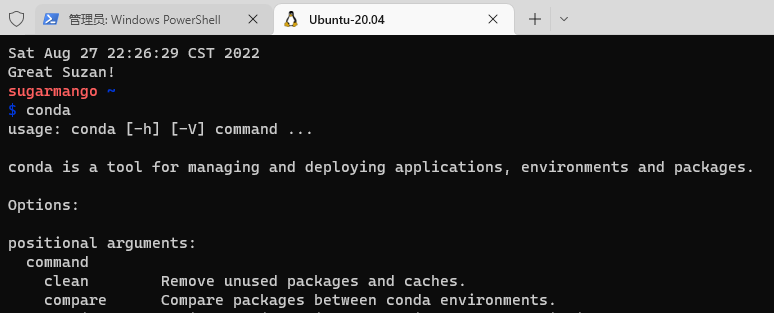 管理员: Windows PowerShell
Ubuntu-20.04
Sat Aug 27 22:26:29 CST 2022
Great Suzan!
sugarmango ~
$ conda
usage: conda [-h] [-V] command ...
conda is a tool for managing and deploying applications, environments and packages.
Options:
positional arguments:
command
clean Remove unused packages and caches.
compare Compare packages between conda environments.